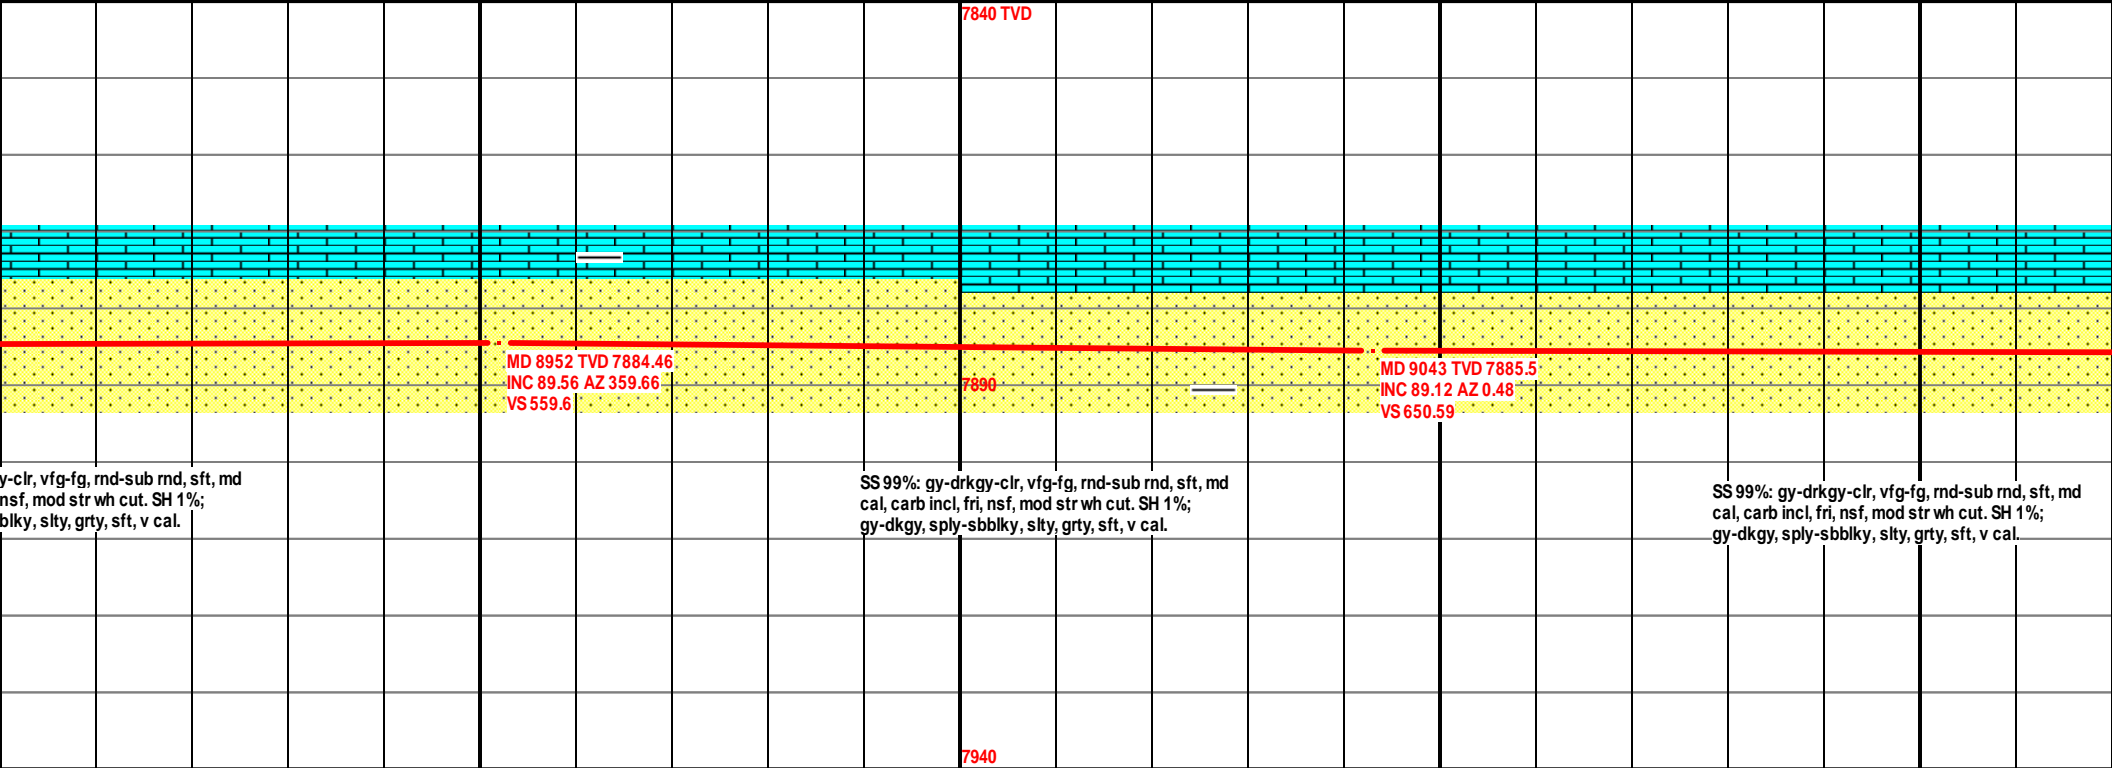 7840 TVD
MD 8952 TVD 7884.46
INC 89.56 AZ 359.66
VS 559.6
7890
MD 9043 TVD 7885.5
INC 89.12 AZ 0.48
VS 650.59
y-clr, vfg-fg, rnd-sub rnd, sft, md
nsf, mod str wh cut. SH 1%;
blky, slty, grty, sft, v cal.
SS 99%: gy-drkgy-clr, vfg-fg, rnd-sub rnd, sft, md
cal, carb incl, fri, nsf, mod str wh cut. SH 1%;
gy-dkgy, sply-sbblky, slty, grty, sft, v cal.
SS 99%: gy-drkgy-clr, vfg-fg, rnd-sub rnd, sft, md
cal, carb incl, fri, nsf, mod str wh cut. SH 1%;
gy-dkgy, sply-sbblky, slty, grty, sft, v cal.
7940